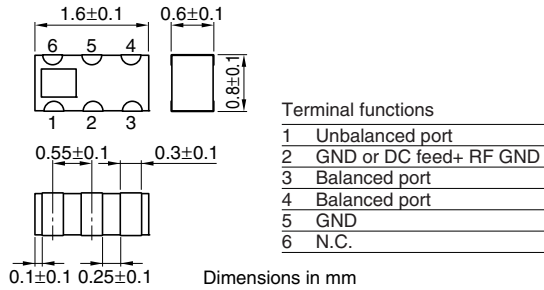 1.6±0.1
0.6±0.1
6 5 4
0.8±0.1
1 2 3
0.55±0.1
0.3±0.1
0.1±0.1
0.25±0.1
Dimensions in mm
Terminal functions
1 Unbalanced port
2 GND or DC feed+ RF GND
3 Balanced port
4 Balanced port
5 GND
6 N.C.